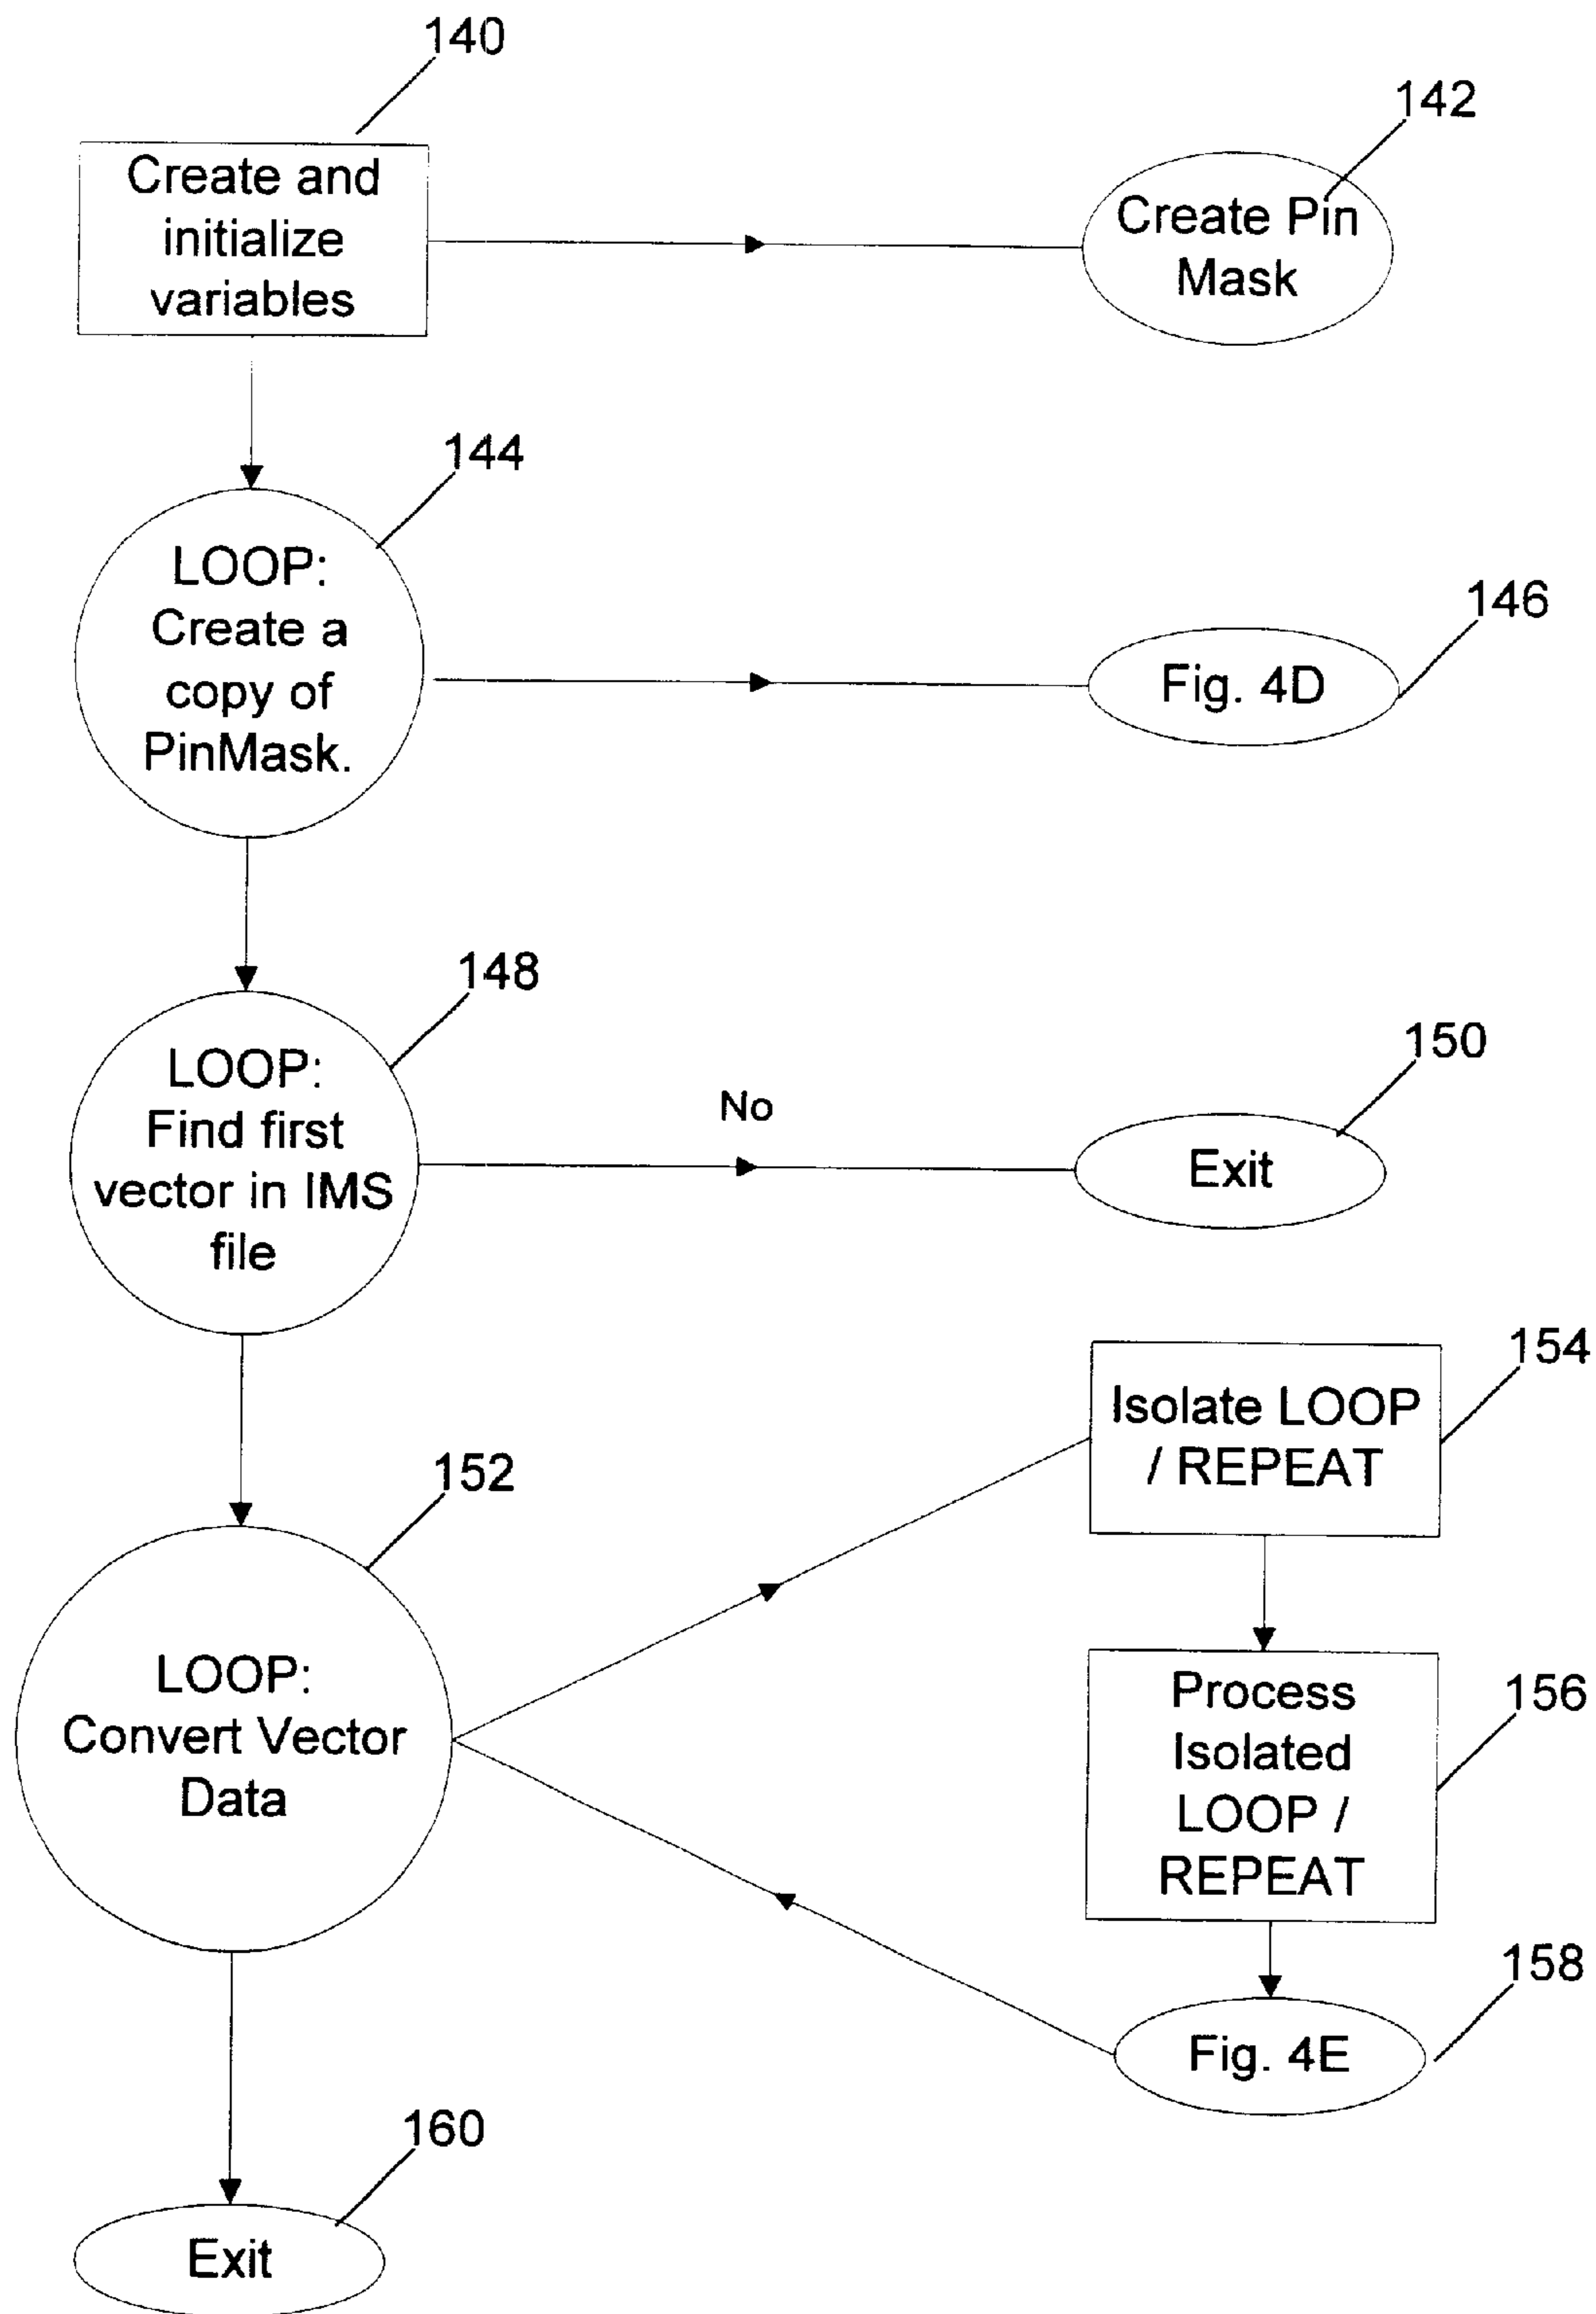 140
Create and
initialize
variables
142
Create Pin
Mask
144
LOOP:
Create a
copy of
PinMask.
146
Fig. 4D
148
LOOP:
Find first
vector in IMS
file
No
150
Exit
152
LOOP:
Convert Vector
Data
154
Isolate LOOP
/ REPEAT
156
Process
Isolated
LOOP /
REPEAT
158
Fig. 4E
160
Exit